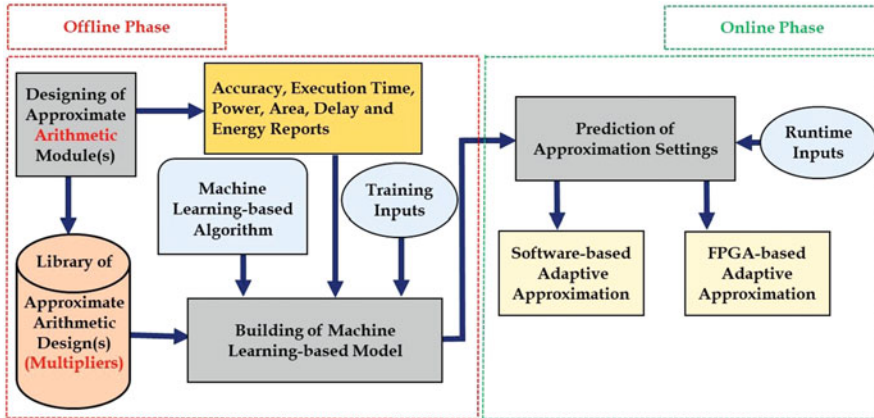 Offline Phase
Online Phase
Designing of
Approximate
Arithmetic
Module(s)
Accuracy, Execution Time,
Power, Area, Delay and
Energy Reports
Machine
Learning-based
Algorithm
Training
Inputs
Library of
Approximate
Arithmetic
Design(s)
(Multipliers)
Building of Machine
Learning-based Model
Prediction of
Approximation Settings
Runtime
Inputs
Software-based
Adaptive
Approximation
FPGA-based
Adaptive
Approximation